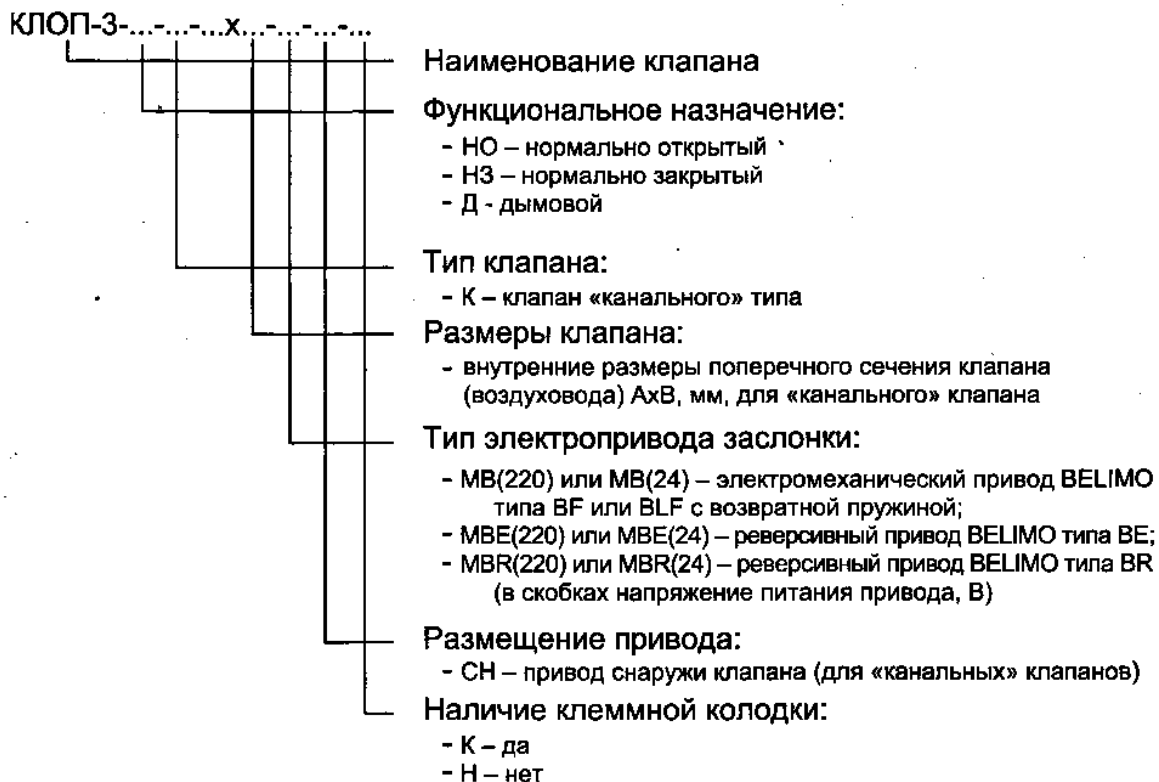 КЛОП-3-...-...-...х...-...-...-...
Наименование клапана
Функциональное назначение:
- НО – нормально открытый
- НЗ – нормально закрытый
- Д - дымовой
Тип клапана:
- К – клапан «канального» типа
Размеры клапана:
- внутренние размеры поперечного сечения клапана
(воздуховода) АхВ, мм, для «канального» клапана
Тип электропривода заслонки:
- МВ(220) или МВ(24) – электромеханический привод BELIMO
типа BF или BLF с возвратной пружиной;
- МВЕ(220) или МВЕ(24) – реверсивный привод BELIMO типа BE;
- MBR(220) или MBR(24) – реверсивный привод BELIMO типа BR
(в скобках напряжение питания привода, В)
Размещение привода:
- СН – привод снаружи клапана (для «канальных» клапанов)
Наличие клеммной колодки:
- К – да
- Н – нет